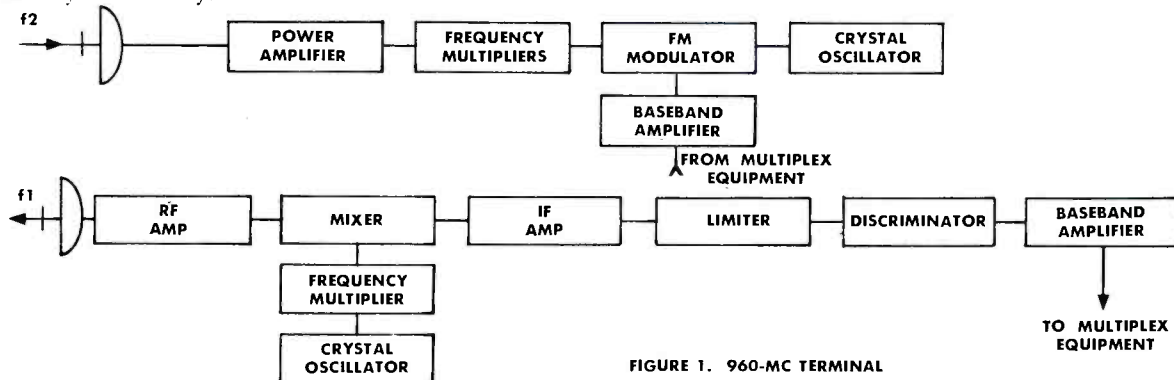 f2
POWER
AMPLIFIER
FREQUENCY
MULTIPLIERS
FM
MODULATOR
CRYSTAL
OSCILLATOR
BASEBAND
AMPLIFIER
FROM MULTIPLEX
EQUIPMENT
f1
RF
AMP
MIXER
IF
AMP
LIMITER
DISCRIMINATOR
BASEBAND
AMPLIFIER
FREQUENCY
MULTIPLIER
CRYSTAL
OSCILLATOR
TO MULTIPLEX
EQUIPMENT
FIGURE 1. 960-MC TERMINAL